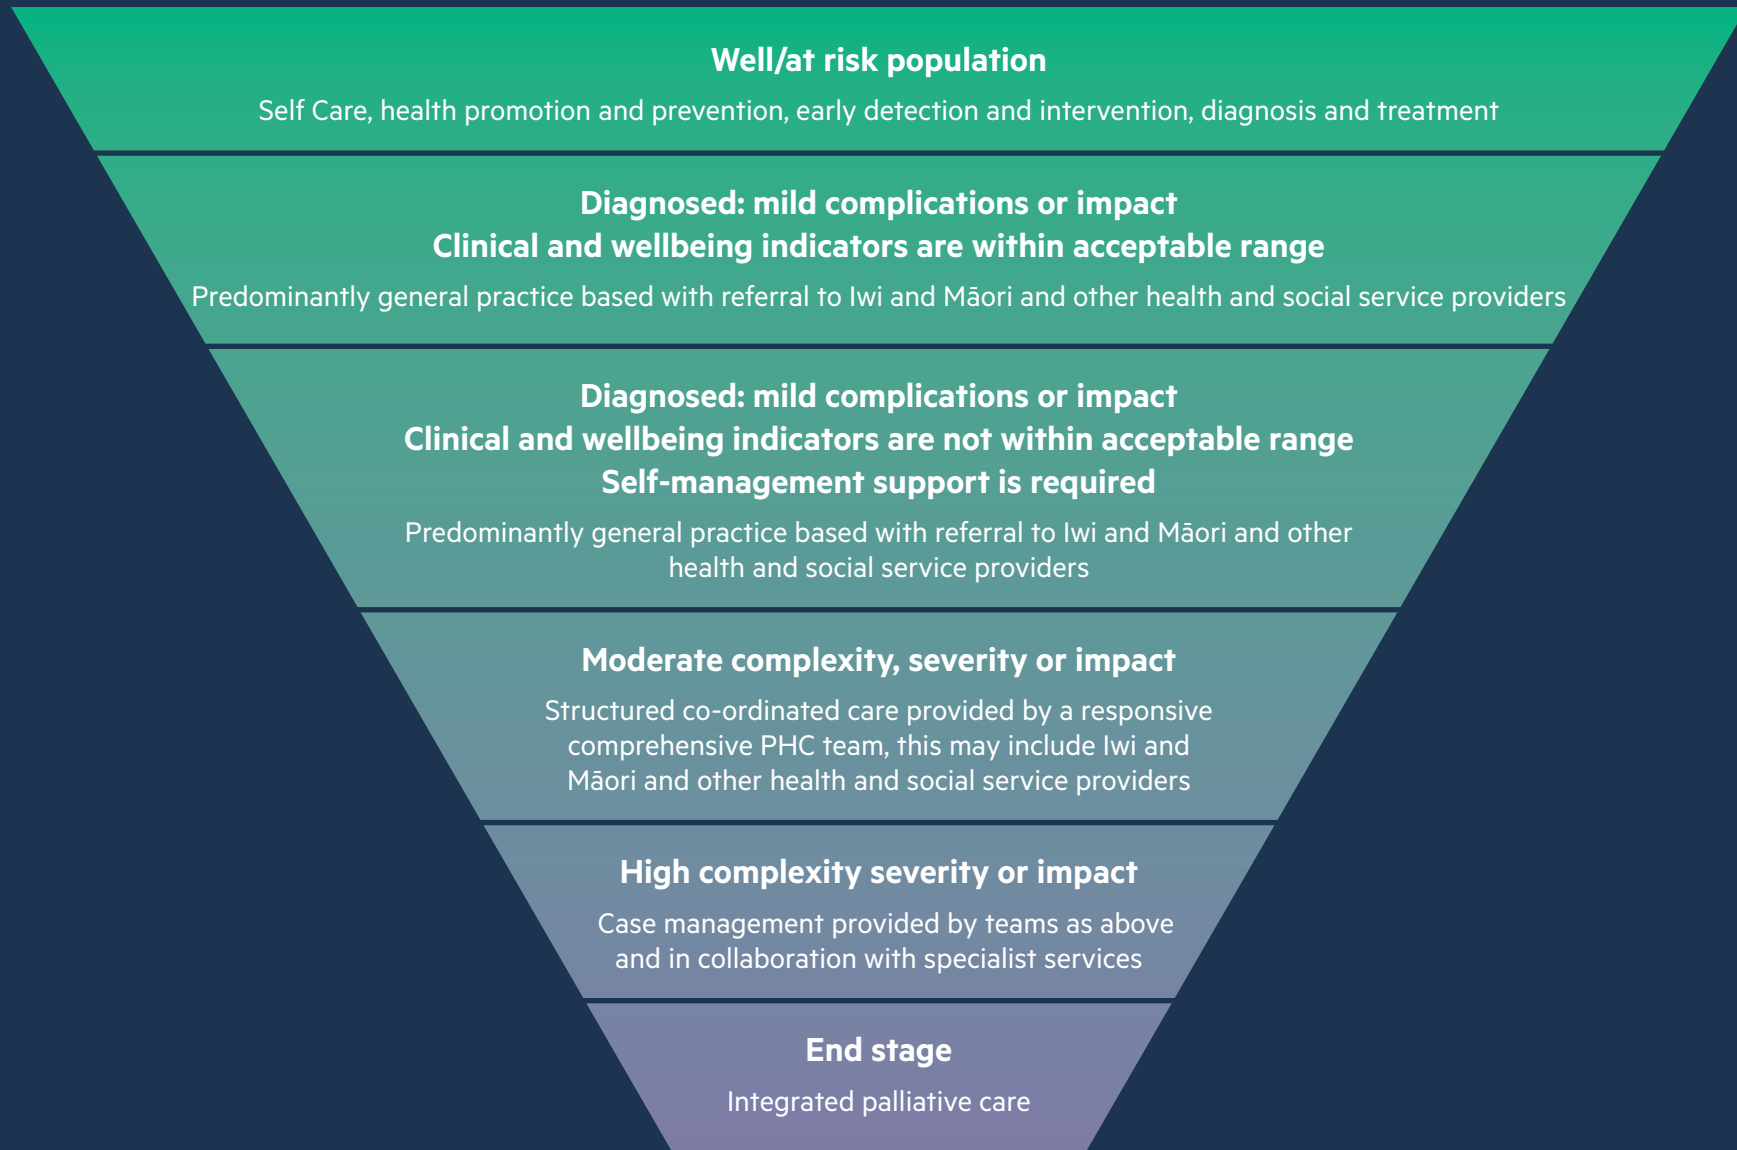 Well/at risk population
Self Care, health promotion and prevention, early detection and intervention, diagnosis and treatment
Diagnosed: mild complications or impact
Clinical and wellbeing indicators are within acceptable range
Predominantly general practice based with referral to Iwi and Māori and other health and social service providers
Diagnosed: mild complications or impact
Clinical and wellbeing indicators are not within acceptable range
Self-management support is required
Predominantly general practice based with referral to Iwi and Māori and other
health and social service providers
Moderate complexity, severity or impact
Structured co-ordinated care provided by a responsive
comprehensive PHC team, this may include Iwi and
Māori and other health and social service providers
High complexity severity or impact
Case management provided by teams as above
and in collaboration with specialist services
End stage
Integrated palliative care